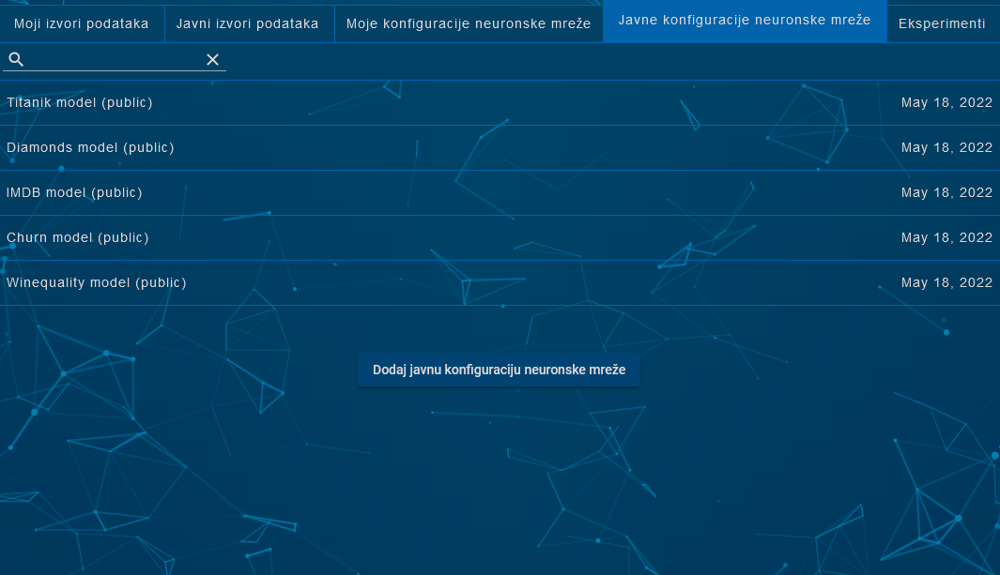 Moji izvori podataka
Javni izvori podataka
Moje konfiguracije neuronske mreže
Javne konfiguracije neuronske mreže
Eksperimenti
Titanik model (public) May 18, 2022
Diamonds model (public) May 18, 2022
IMDB model (public) May 18, 2022
Churn model (public) May 18, 2022
Winequality model (public) May 18, 2022
Dodaj javnu konfiguraciju neuronske mreže